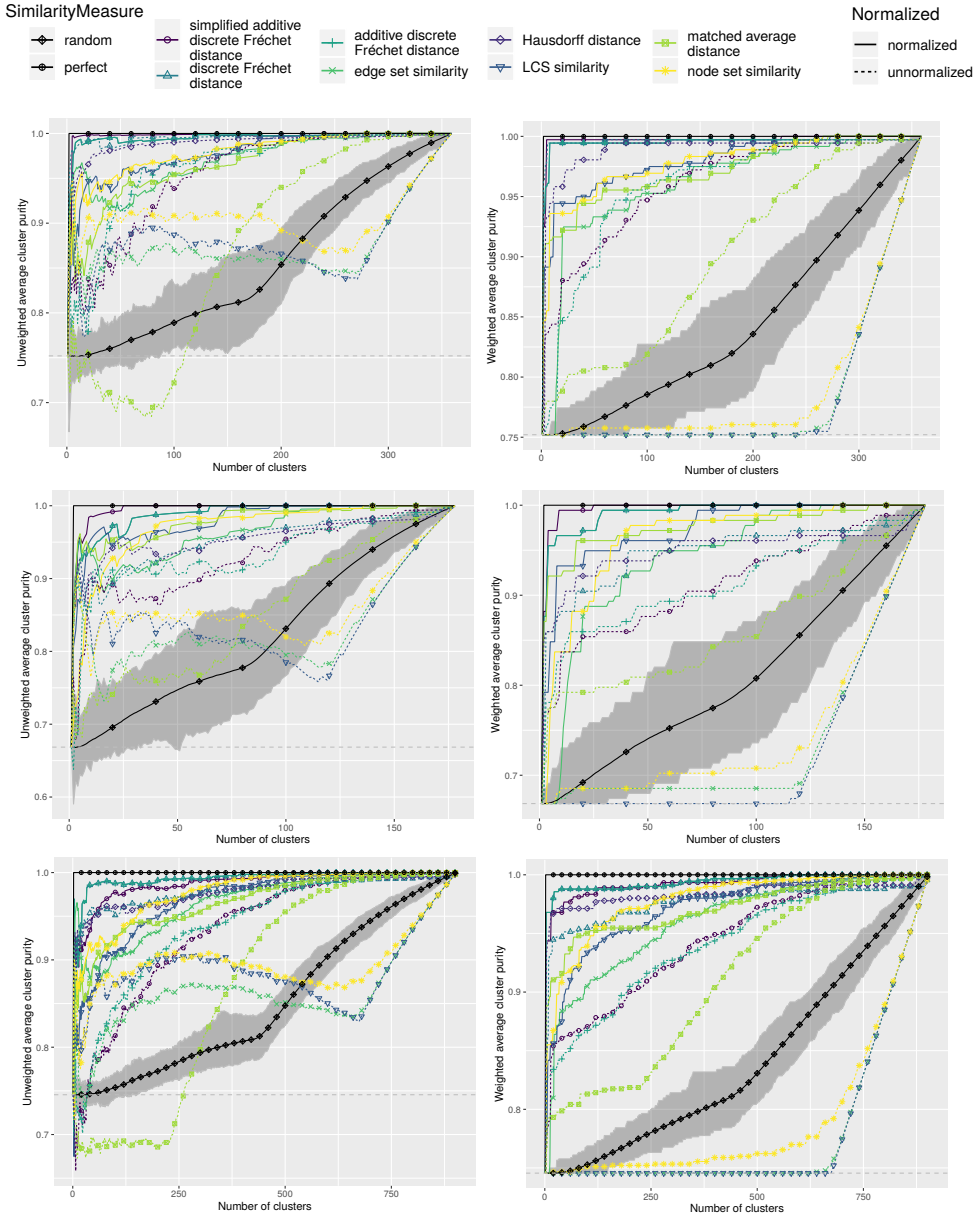 SimilarityMeasure
random
perfect
simplified additive
discrete Fréchet
distance
discrete Fréchet
distance
additive discrete
Fréchet distance
edge set similarity
Hausdorff distance
LCS similarity
matched average
distance
node set similarity
Normalized
normalized
unnormalized
Unweighted average cluster purity
1.0
0.9
0.8
0.7
0
100
200
300
Number of clusters
Weighted average cluster purity
1.00
0.95
0.90
0.85
0.80
0.75
0
100
200
300
Number of clusters
Unweighted average cluster purity
1.0
0.9
0.8
0.7
0.6
0
50
100
150
Number of clusters
Weighted average cluster purity
1.0
0.9
0.8
0.7
0
50
100
150
Number of clusters
Unweighted average cluster purity
1.0
0.9
0.8
0.7
0
250
500
750
Number of clusters
Weighted average cluster purity
1.0
0.9
0.8
0
250
500
750
Number of clusters